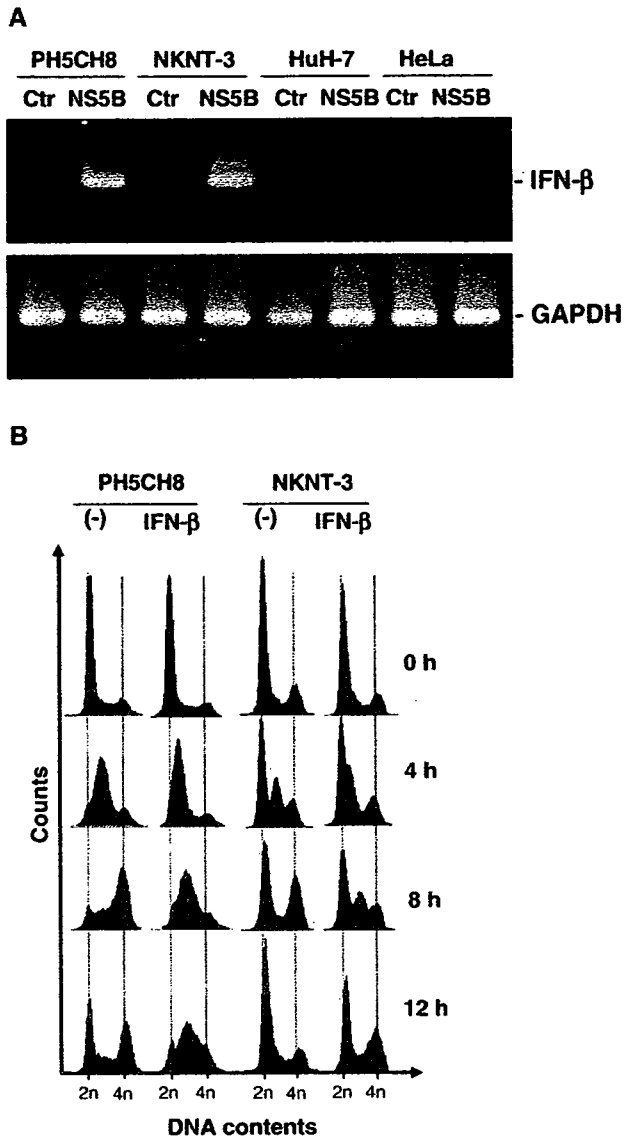 A
PH5CH8 NKNT-3 HuH-7 HeLa
Ctr NS5B Ctr NS5B Ctr NS5B Ctr NS5B
- IFN-β
- GAPDH
B
PH5CH8 NKNT-3
(-) IFN-β (-) IFN-β
0 h
4 h
8 h
12 h
Counts
2n 4n 2n 4n 2n 4n 2n 4n
DNA contents